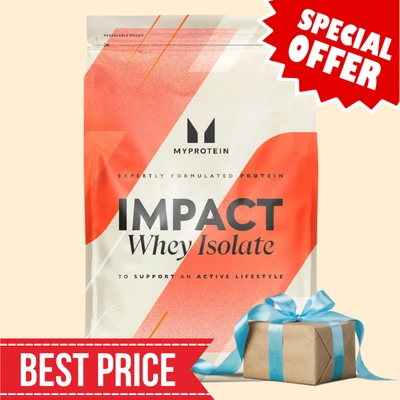 SPECIAL
OFFER
RESEALABLE POUCH
MYPROTEIN
EXPERTLY FORMULATED PROTEIN
IMPACT
Whey Isolate
TO SUPPORT AN ACTIVE LIFESTYLE
BEST PRICE